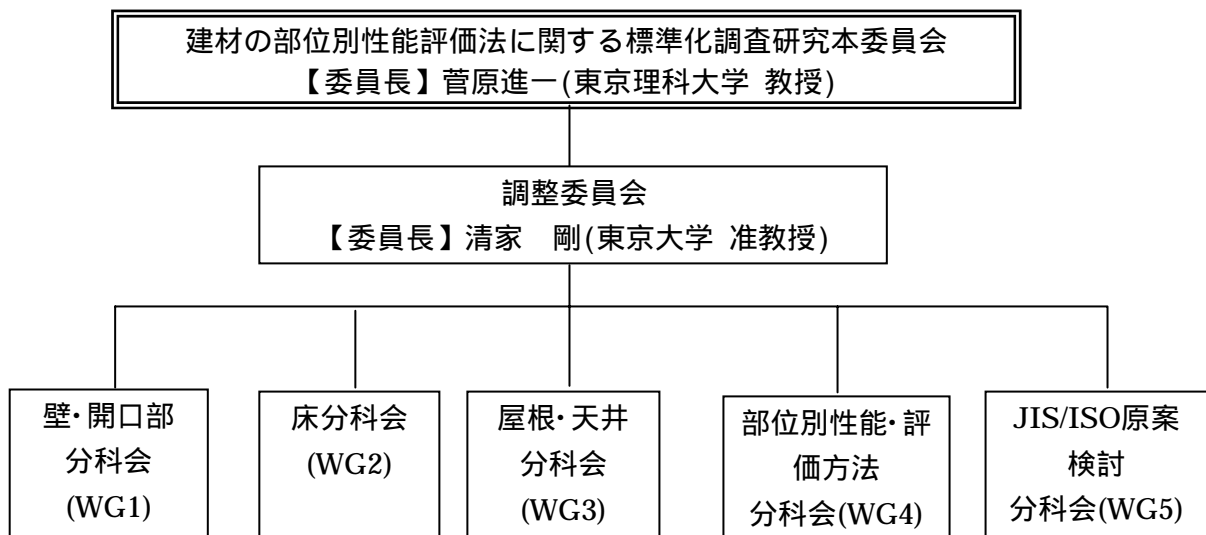 建材の部位別性能評価法に関する標準化調査研究本委員会
【委員長】菅原進一(東京理科大学 教授)
調整委員会
【委員長】清家　剛(東京大学 准教授)
壁・開口部
分科会
(WG1)
床分科会
(WG2)
屋根・天井
分科会
(WG3)
部位別性能・評
価方法
分科会(WG4)
JIS/ISO原案
検討
分科会(WG5)